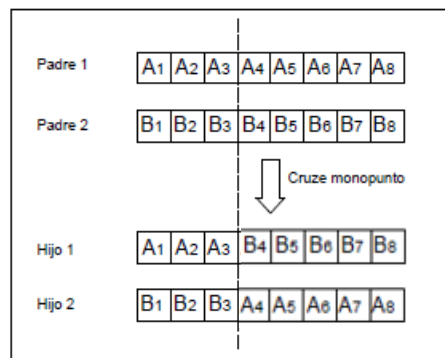 Padre 1 A1 A2 A3 A4 A5 A6 A7 A8
Padre 2 B1 B2 B3 B4 B5 B6 B7 B8
Cruze monopunto
Hijo 1 A1 A2 A3 B4 B5 B6 B7 B8
Hijo 2 B1 B2 B3 A4 A5 A6 A7 A8